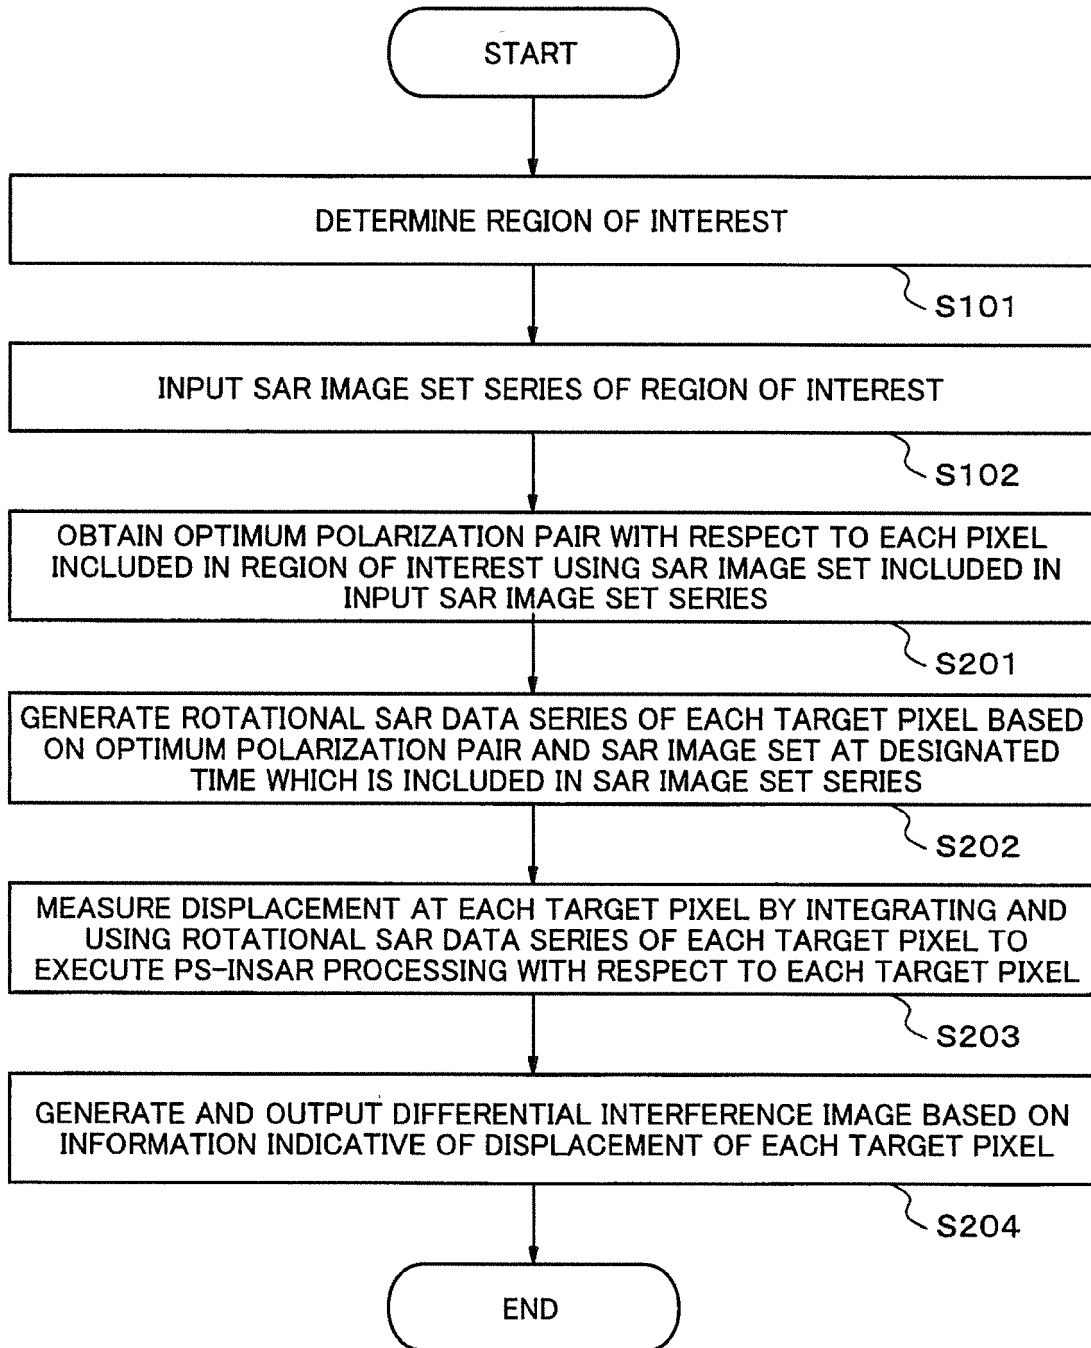 START
DETERMINE REGION OF INTEREST
S101
INPUT SAR IMAGE SET SERIES OF REGION OF INTEREST
S102
OBTAIN OPTIMUM POLARIZATION PAIR WITH RESPECT TO EACH PIXEL
INCLUDED IN REGION OF INTEREST USING SAR IMAGE SET INCLUDED IN
INPUT SAR IMAGE SET SERIES
S201
GENERATE ROTATIONAL SAR DATA SERIES OF EACH TARGET PIXEL BASED
ON OPTIMUM POLARIZATION PAIR AND SAR IMAGE SET AT DESIGNATED
TIME WHICH IS INCLUDED IN SAR IMAGE SET SERIES
S202
MEASURE DISPLACEMENT AT EACH TARGET PIXEL BY INTEGRATING AND
USING ROTATIONAL SAR DATA SERIES OF EACH TARGET PIXEL TO
EXECUTE PS-INSAR PROCESSING WITH RESPECT TO EACH TARGET PIXEL
S203
GENERATE AND OUTPUT DIFFERENTIAL INTERFERENCE IMAGE BASED ON
INFORMATION INDICATIVE OF DISPLACEMENT OF EACH TARGET PIXEL
S204
END